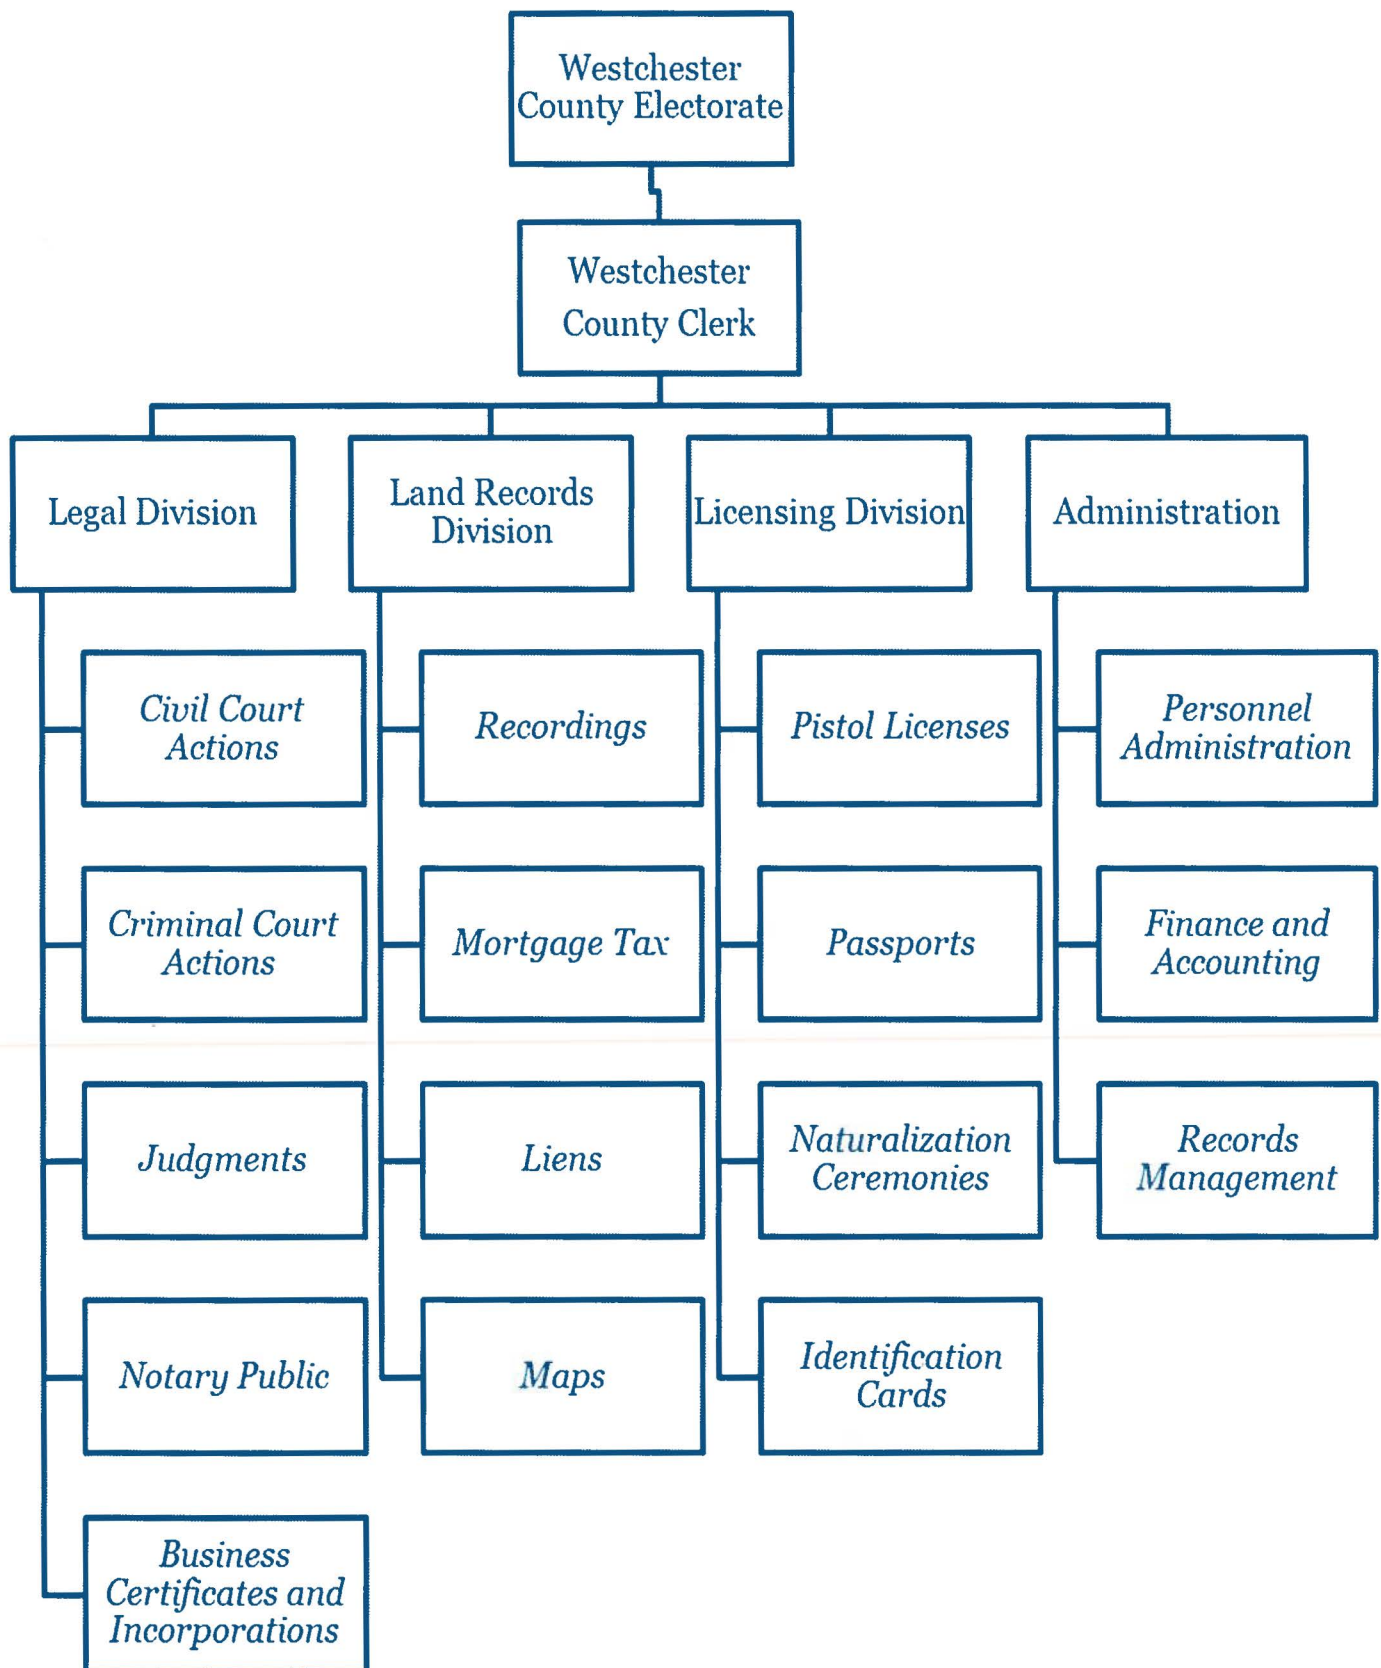 Westchester
County Electorate
Westchester
County Clerk
Legal Division
Land Records
Division
Licensing Division
Administration
Civil Court
Actions
Recordings
Pistol Licenses
Personnel
Administration
Criminal Court
Actions
Mortgage Tax
Passports
Finance and
Accounting
Judgments
Liens
Naturalization
Ceremonies
Records
Management
Notary Public
Maps
Identification
Cards
Business
Certificates and
Incorporations